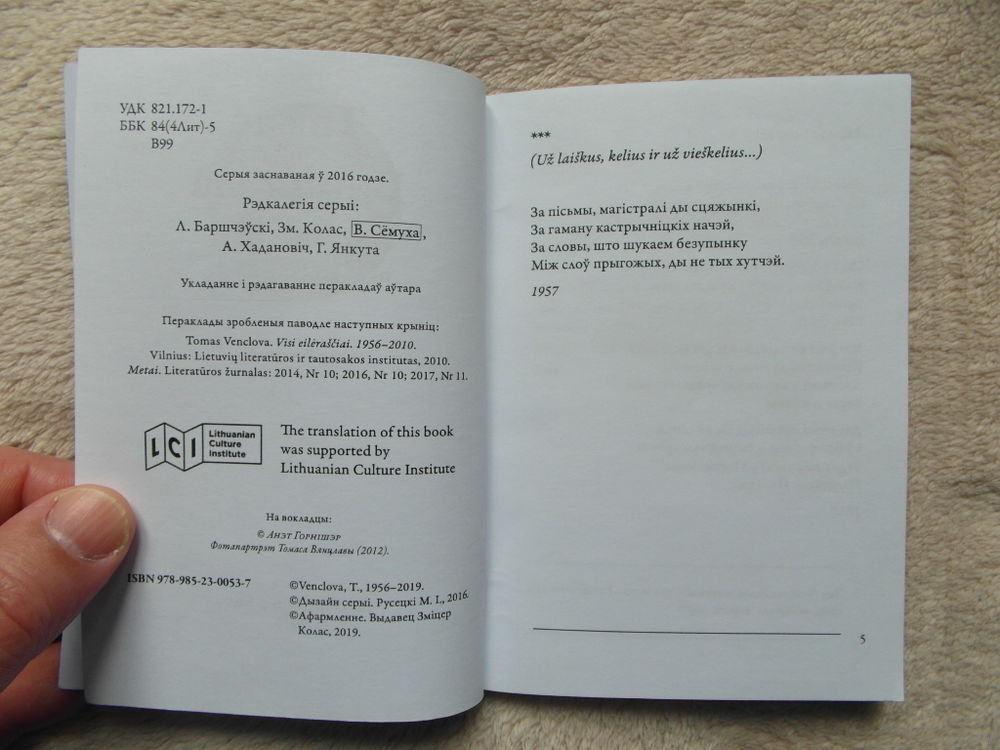 УДК 821.172-1
ББК 84(4Лит)-5
В99
Серыя заснаваная ў 2016 годзе.
Рэдкалегія серыі:
Л. Баршчэўскі, Зм. Колас, В. Сёмуха,
А. Хадановіч, Г. Янкута
Укладанне і рэдагаванне перакладаў аўтара
Пераклады зробленыя паводле наступных крыніц:
Tomas Venclova. Visi eilėraščiai. 1956–2010.
Vilnius: Lietuvių literatūros ir tautosakos institutas, 2010.
Metai. Literatūros žurnalas: 2014, Nr 10; 2016, Nr 10; 2017, Nr 11.
LCI Lithuanian
Culture
Institute
The translation of this book
was supported by
Lithuanian Culture Institute
На вокладцы:
© Анэт Горнішэр
Фотапартрэт Томаса Вянцлавы (2012).
ISBN 978-985-23-0053-7
©Venclova, T., 1956–2019.
©Дызайн серыі. Русецкі М. І., 2016.
©Афармленне. Выдавец Зміцер
Колас, 2019.
***
(Už laiškus, kelius ir už vieškelius...)
За пісьмы, магістралі ды сцяжынкі,
За гаману кастрычніцкіх начэй,
За словы, што шукаем безупынку
Між слоў прыгожых, ды не тых хутчэй.
1957
5